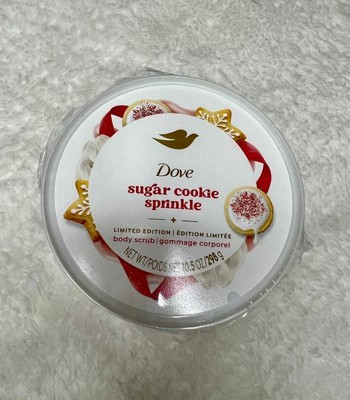 Dove
sugar cookie
sprinkle
LIMITED EDITION | ÉDITION LIMITÉE
body scrub | gommage corporel
NET WT/POIDS NET 10.5 OZ/298 g